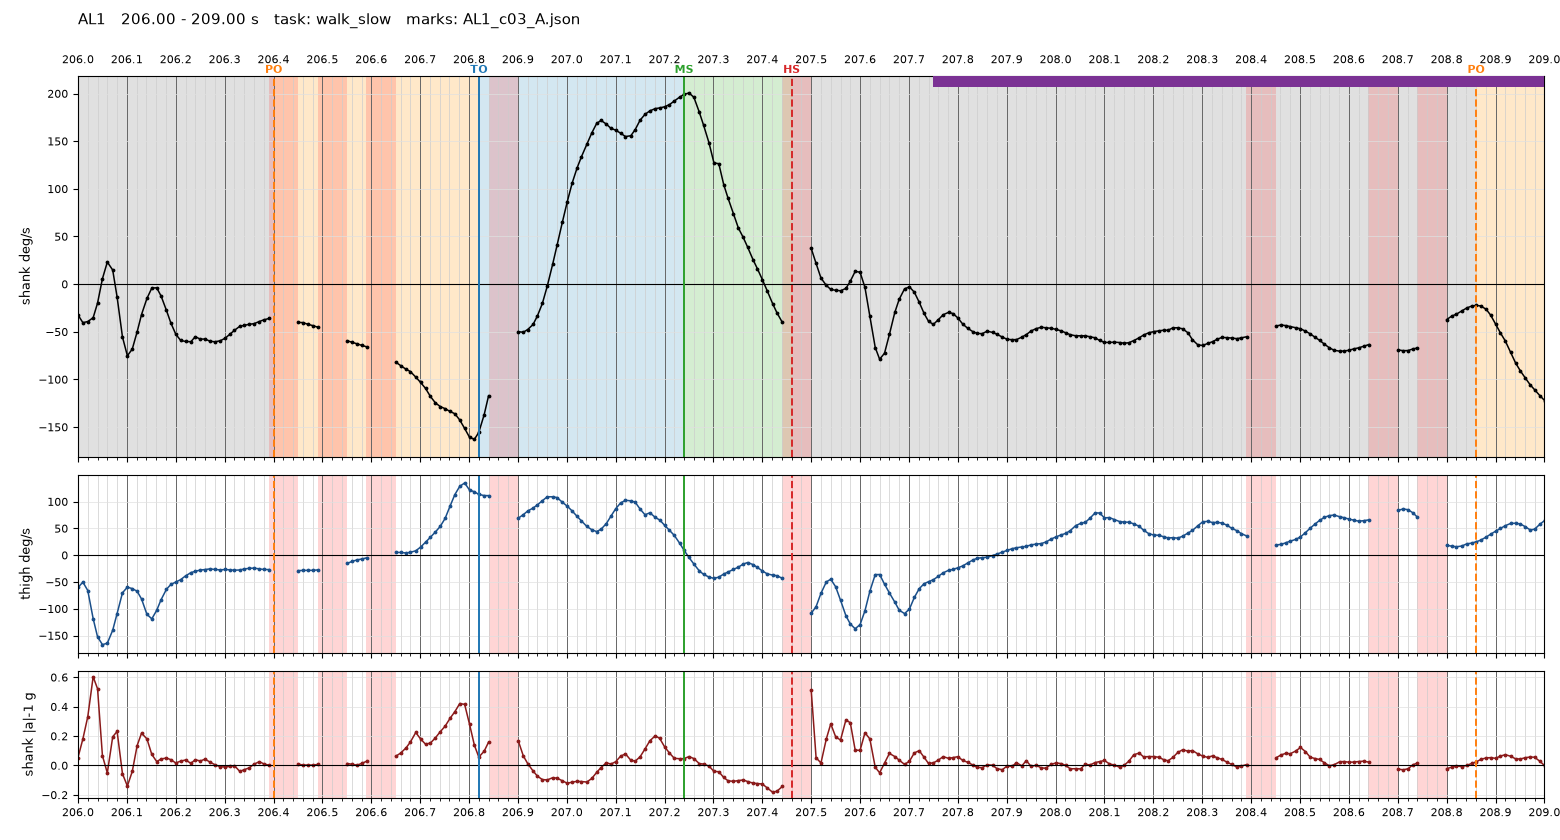 AL1 206.00 - 209.00 s task: walk_slow marks: AL1_c03_A.json
206.0 206.1 206.2 206.3 206.4 206.5 206.6 206.7 206.8 206.9 207.0 207.1 207.2 207.3 207.4 207.5 207.6 207.7 207.8 207.9 208.0 208.1 208.2 208.3 208.4 208.5 208.6 208.7 208.8 208.9 209.0
PO TO MS HS PO
200
150
100
50
0
−50
−100
−150
shank deg/s
100
50
0
−50
−100
−150
thigh deg/s
0.6
0.4
0.2
0.0
−0.2
shank |a|-1 g
206.0 206.1 206.2 206.3 206.4 206.5 206.6 206.7 206.8 206.9 207.0 207.1 207.2 207.3 207.4 207.5 207.6 207.7 207.8 207.9 208.0 208.1 208.2 208.3 208.4 208.5 208.6 208.7 208.8 208.9 209.0